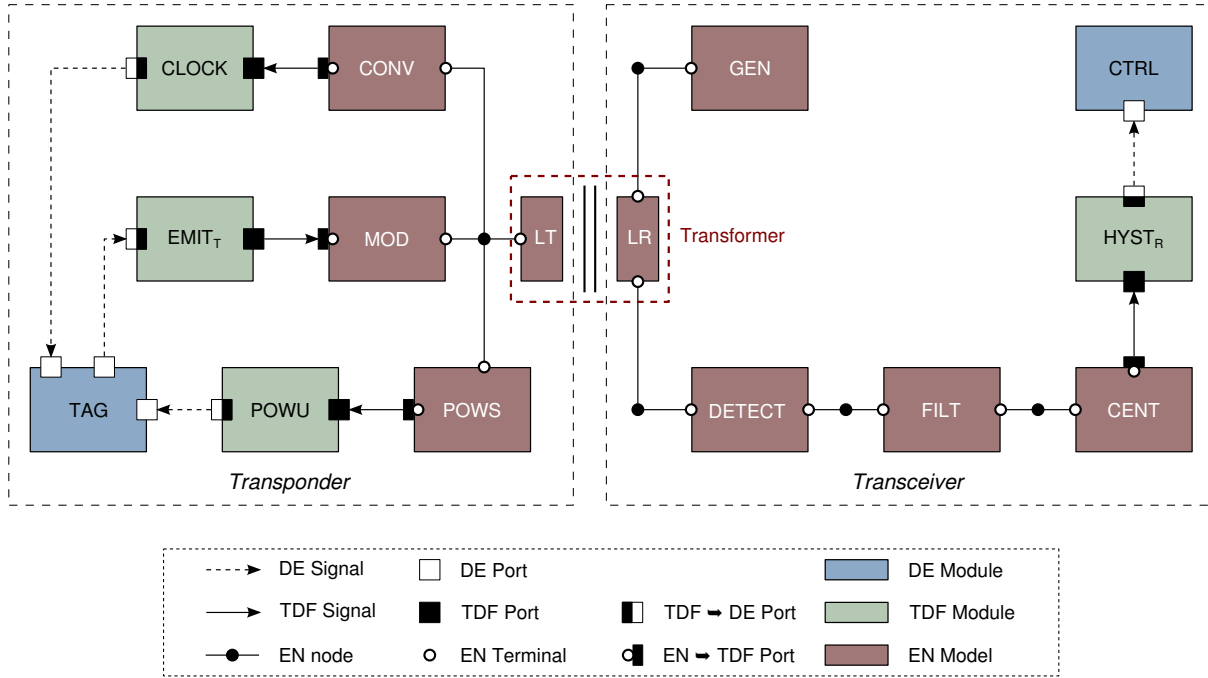 CLOCK
CONV
GEN
CTRL
EMIT_T
MOD
LT
LR
Transformer
HYST_R
TAG
POWU
POWS
DETECT
FILT
CENT
Transponder
Transceiver
DE Signal
DE Port
DE Module
TDF Signal
TDF Port
TDF ➥ DE Port
TDF Module
EN node
EN Terminal
EN ➥ TDF Port
EN Model